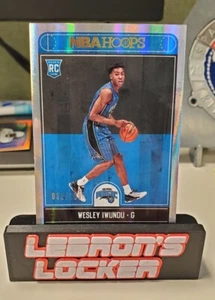 NBA HOOPS
RC
WESLEY IWUNDU - G
LEBRON'S
LOCKER